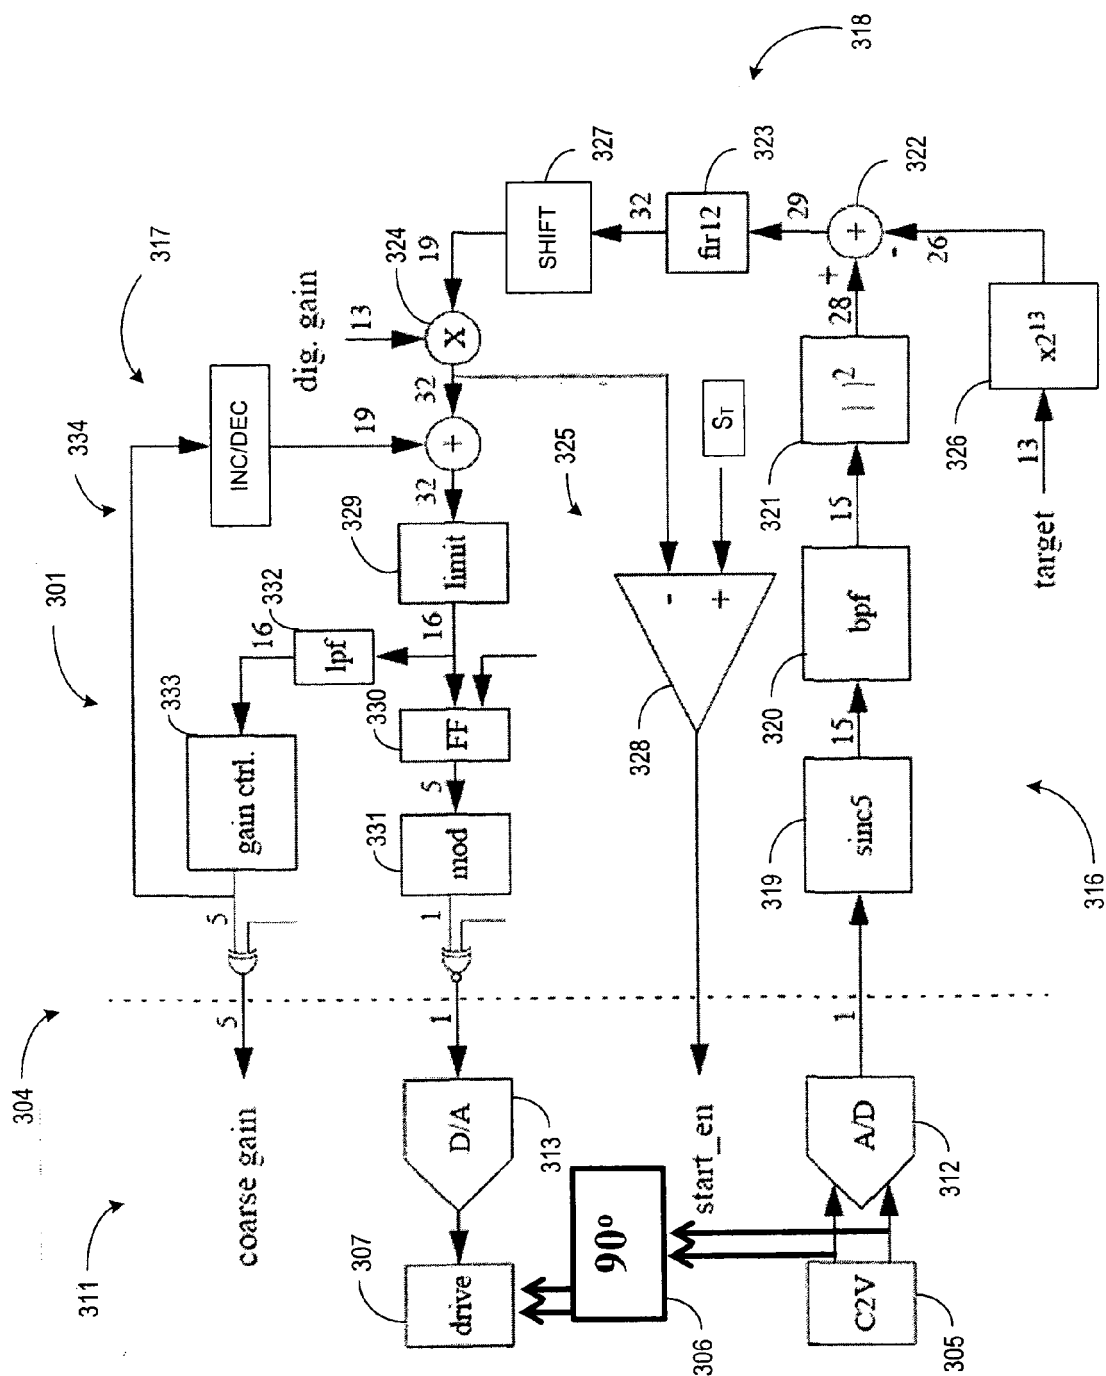 304
301
311
334
317
333
5
5
16
332
coarse gain
gain ctrl.
INC/DEC
lpf
dig. gain
307
331
330
329
19
13
324
1
1
5
16
32
32
19
drive
D/A
mod
FF
limit
+
X
313
SHIFT
327
325
90°
328
-
+
S_T
32
306
start_en
fir12
323
319
320
321
29
1
15
15
28
+
-
318
C2V
A/D
sinc5
bpf
| |²
+
322
305
312
26
target
13
326
x2¹³
316